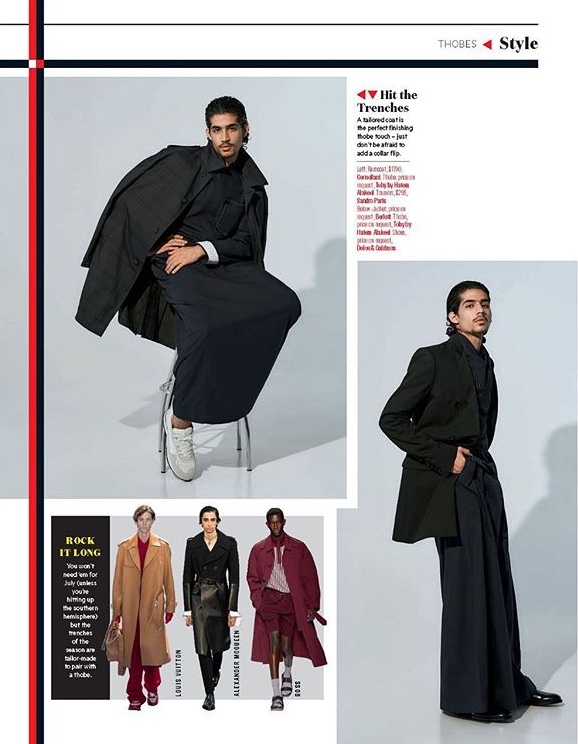 THOBES ◀ Style
◀▼ Hit the
Trenches
A tailored coat is
the perfect finishing
thobe touch – just
don't be afraid to
add a collar flip.
Left: Raincoat, $1790,
Corneliani Thobe, price on
request, Toby by Hatem
Alakeel Trainers, $299,
Sandro Paris
Below: Jacket, price on
request, Berluti Thobe,
price on request, Toby by
Hatem Alakeel Shoes,
price on request,
Dolce & Gabbana
ROCK
IT LONG
You won't
need 'em for
July (unless
you're
hitting up
the southern
hemisphere)
but the
trenches
of the
season are
tailor-made
to pair with
a thobe.
LOUIS VUITTON
ALEXANDER MCQUEEN
BOSS